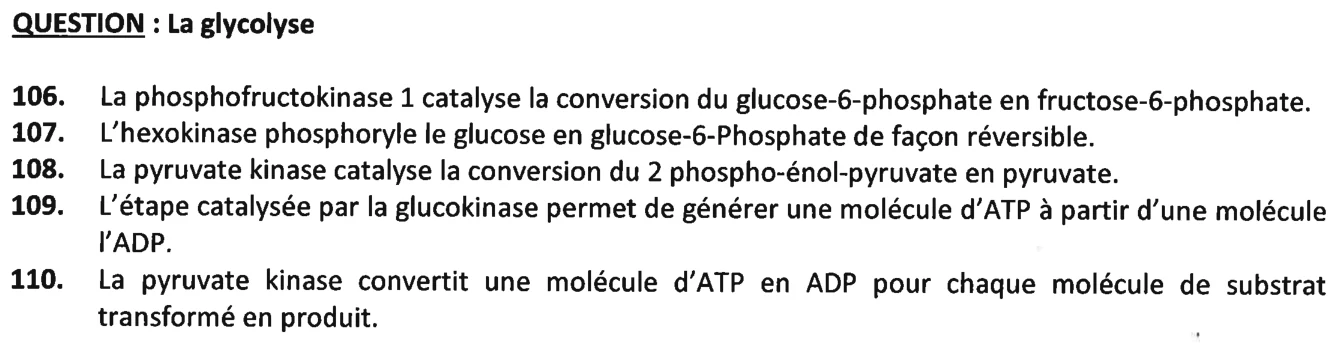 QUESTION : La glycolyse
106. La phosphofructokinase 1 catalyse la conversion du glucose-6-phosphate en fructose-6-phosphate.
107. L'hexokinase phosphoryle le glucose en glucose-6-Phosphate de façon réversible.
108. La pyruvate kinase catalyse la conversion du 2 phospho-énol-pyruvate en pyruvate.
109. L'étape catalysée par la glucokinase permet de générer une molécule d'ATP à partir d'une molécule
l'ADP.
110. La pyruvate kinase convertit une molécule d'ATP en ADP pour chaque molécule de substrat
transformé en produit.